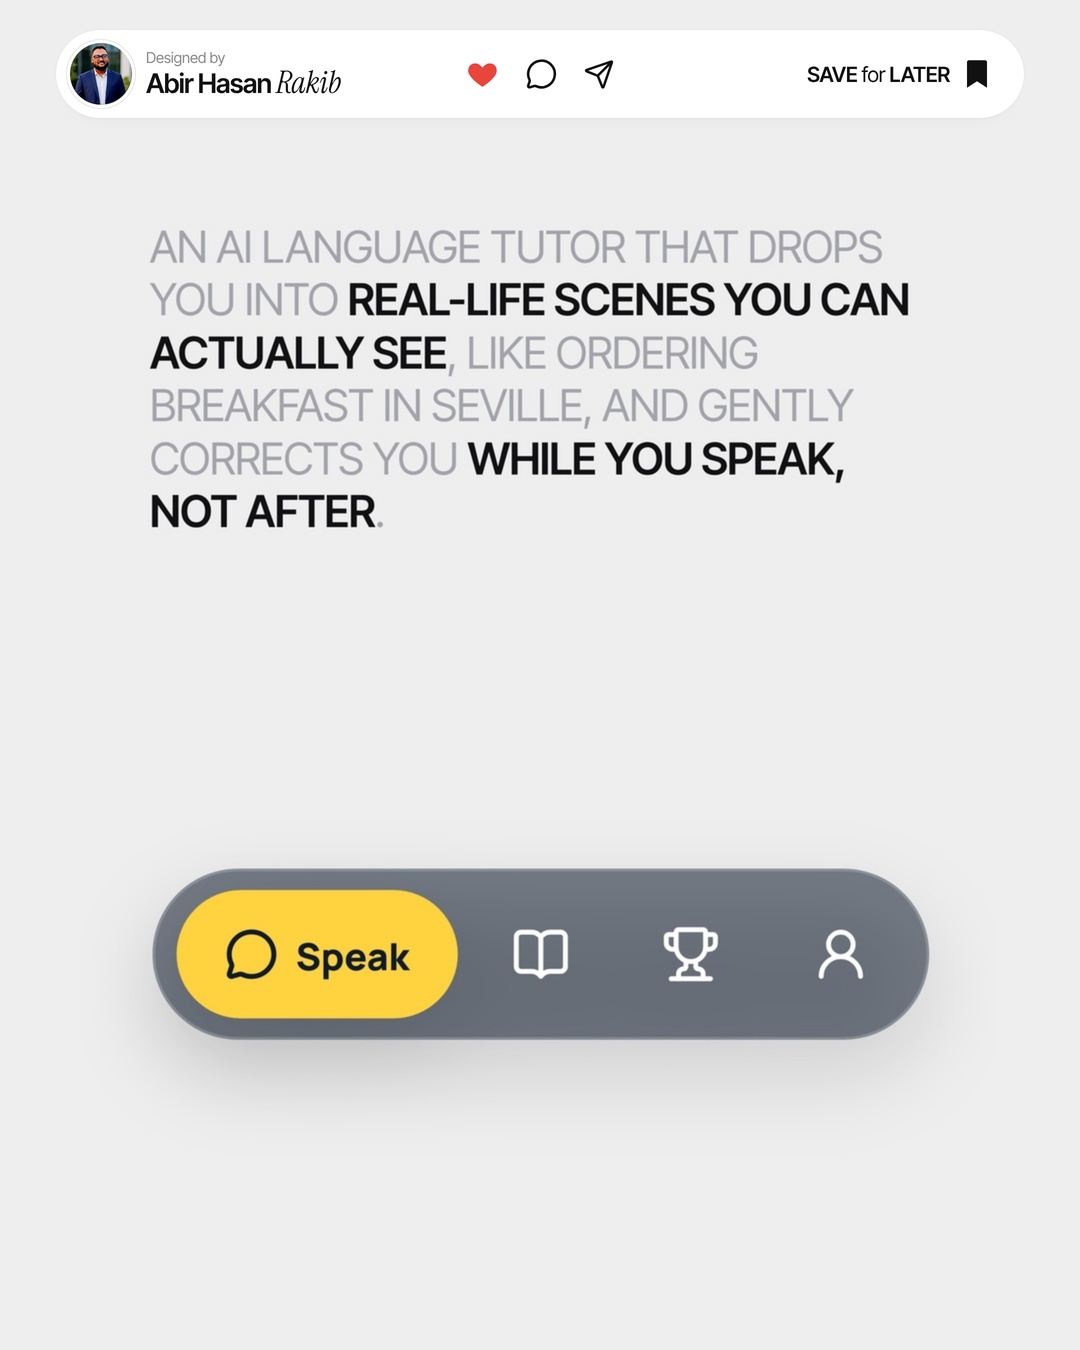 Designed by
Abir Hasan Rakib
SAVE for LATER
AN AI LANGUAGE TUTOR THAT DROPS
YOU INTO REAL-LIFE SCENES YOU CAN
ACTUALLY SEE, LIKE ORDERING
BREAKFAST IN SEVILLE, AND GENTLY
CORRECTS YOU WHILE YOU SPEAK,
NOT AFTER.
Speak